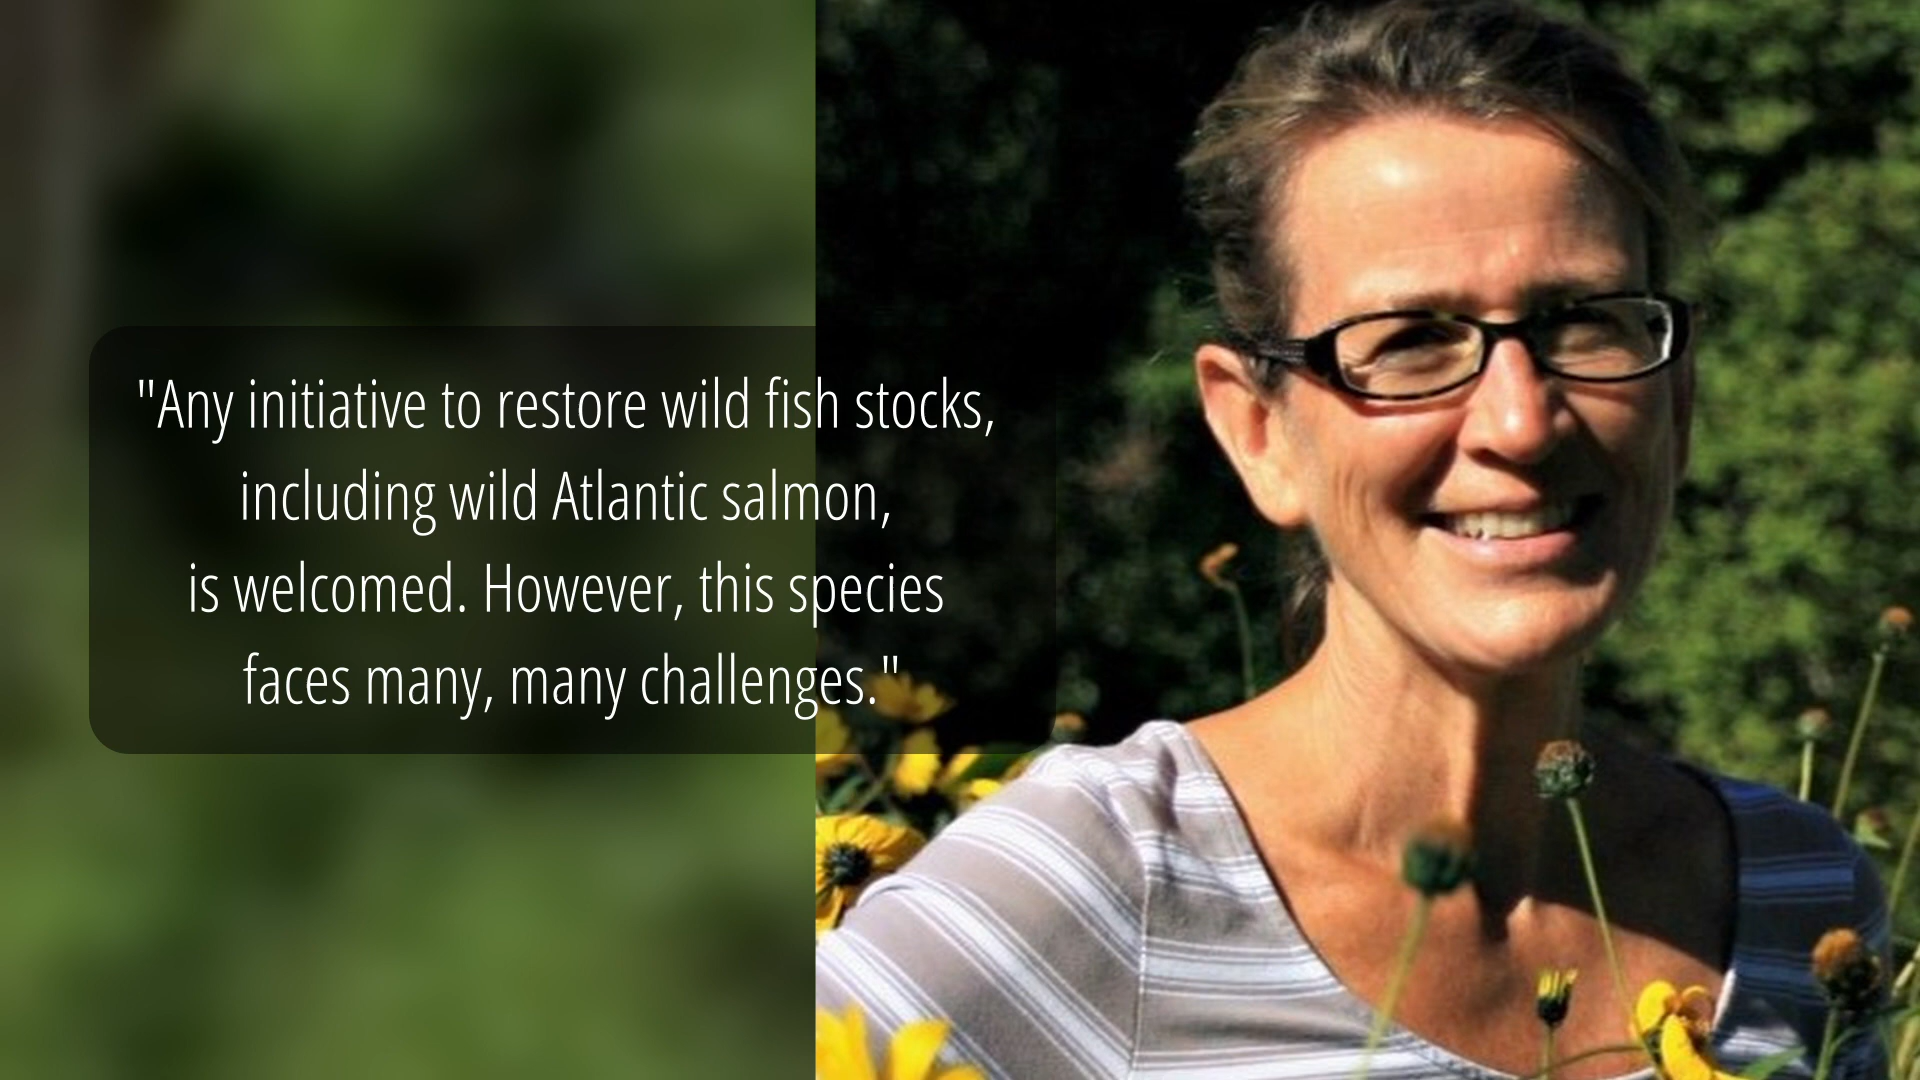 "Any initiative to restore wild fish stocks,
including wild Atlantic salmon,
is welcomed. However, this species
faces many, many challenges."